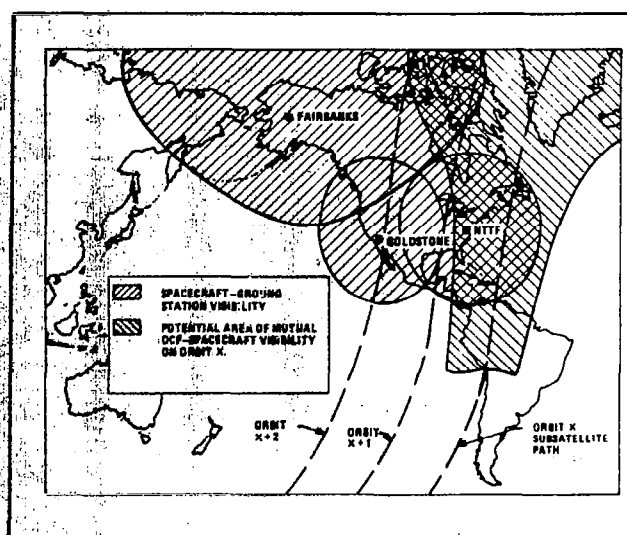 FAIRBANKS
GOLDSTONE
NTTF
SPACECRAFT-GROUND
STATION VISIBILITY
POTENTIAL AREA OF MUTUAL
DCP-SPACECRAFT VISIBILITY
ON ORBIT X.
ORBIT
X+2
ORBIT
X+1
ORBIT X
SUBSATELLITE
PATH